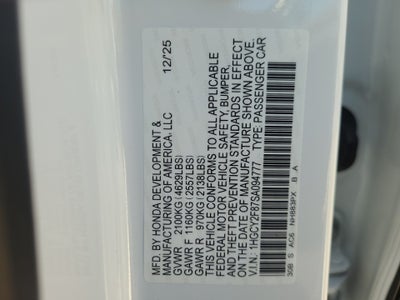 MFD. BY HONDA DEVELOPMENT &
MANUFACTURING OF AMERICA, LLC 12/'25
GVWR 2100KG (4629LBS)
GAWR F 1160KG (2557LBS)
GAWR R 970KG (2138LBS)
THIS VEHICLE CONFORMS TO ALL APPLICABLE
FEDERAL MOTOR VEHICLE SAFETY, BUMPER,
AND THEFT PREVENTION STANDARDS IN EFFECT
ON THE DATE OF MANUFACTURE SHOWN ABOVE.
V.I.N: 1HGCY2F87SA094777 TYPE: PASSENGER CAR
NH883PX B A